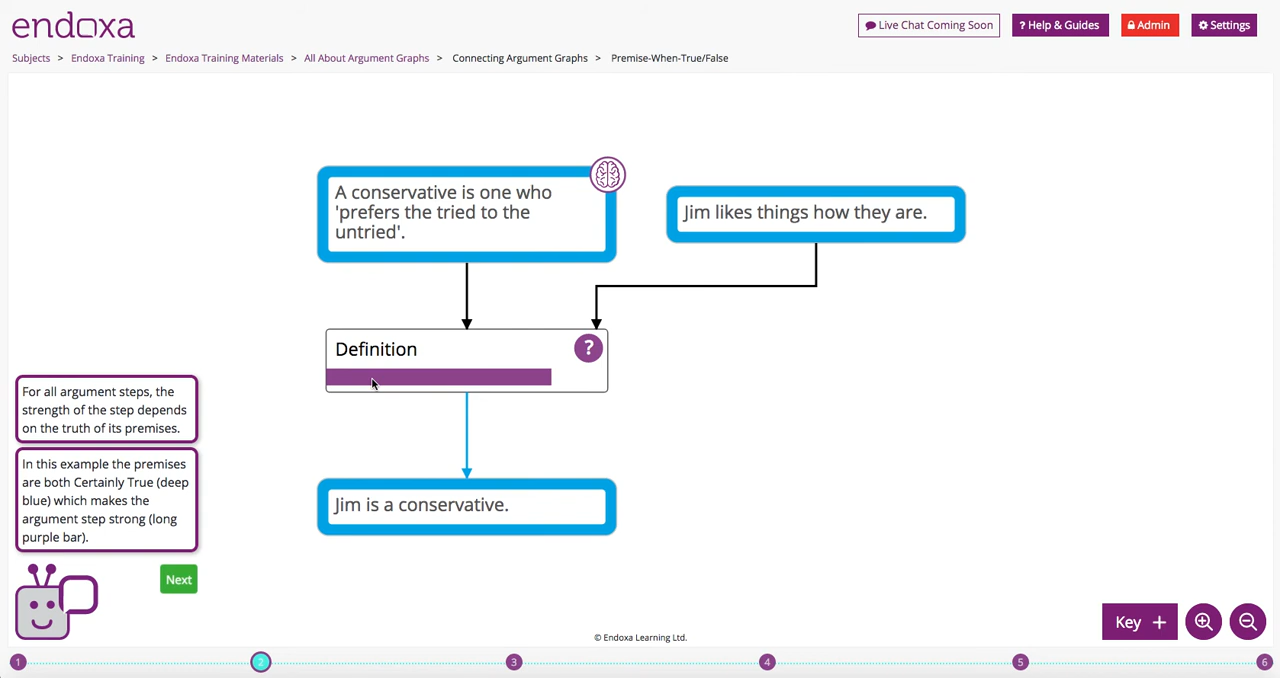 endoxa
Live Chat Coming Soon
? Help & Guides
Admin
Settings
Subjects > Endoxa Training > Endoxa Training Materials > All About Argument Graphs > Connecting Argument Graphs > Premise-When-True/False
A conservative is one who
'prefers the tried to the
untried'.
Jim likes things how they are.
Definition
?
For all argument steps, the
strength of the step depends
on the truth of its premises.
In this example the premises
are both Certainly True (deep
blue) which makes the
argument step strong (long
purple bar).
Jim is a conservative.
Next
Key +
© Endoxa Learning Ltd.
1 2 3 4 5 6